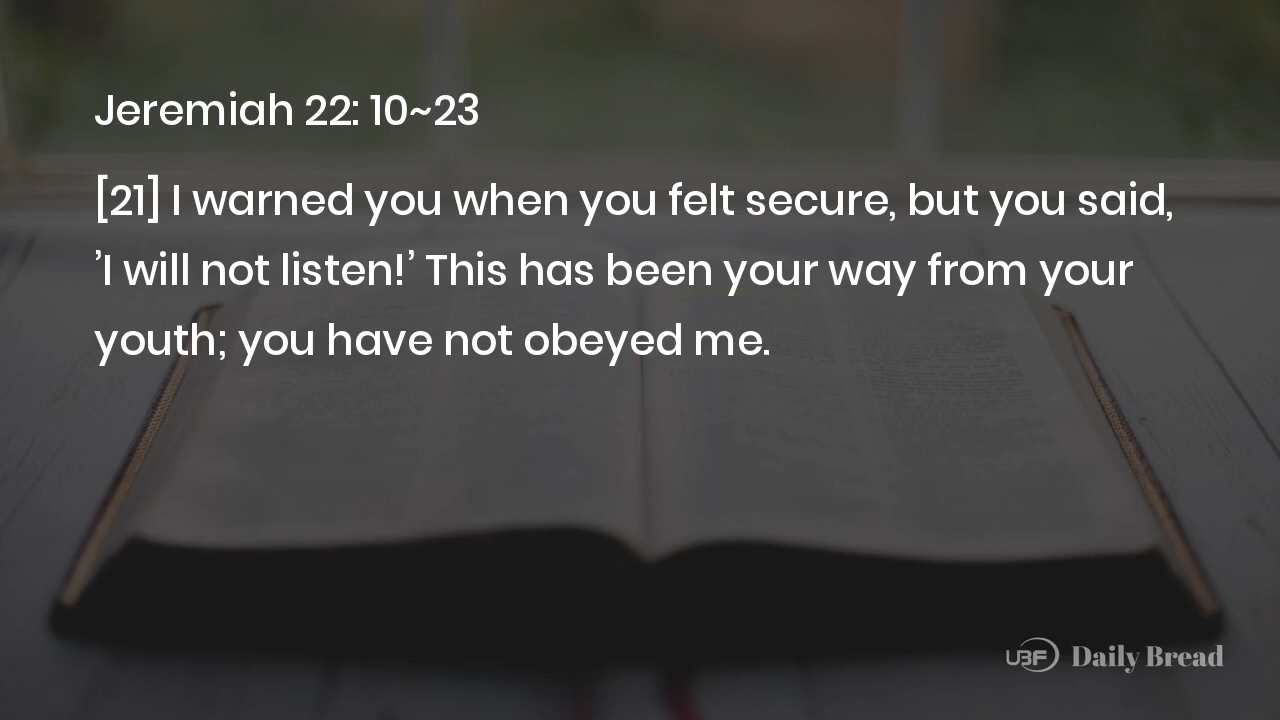 Jeremiah 22: 10~23
[21] I warned you when you felt secure, but you said,
’I will not listen!’ This has been your way from your
youth; you have not obeyed me.
UBF Daily Bread